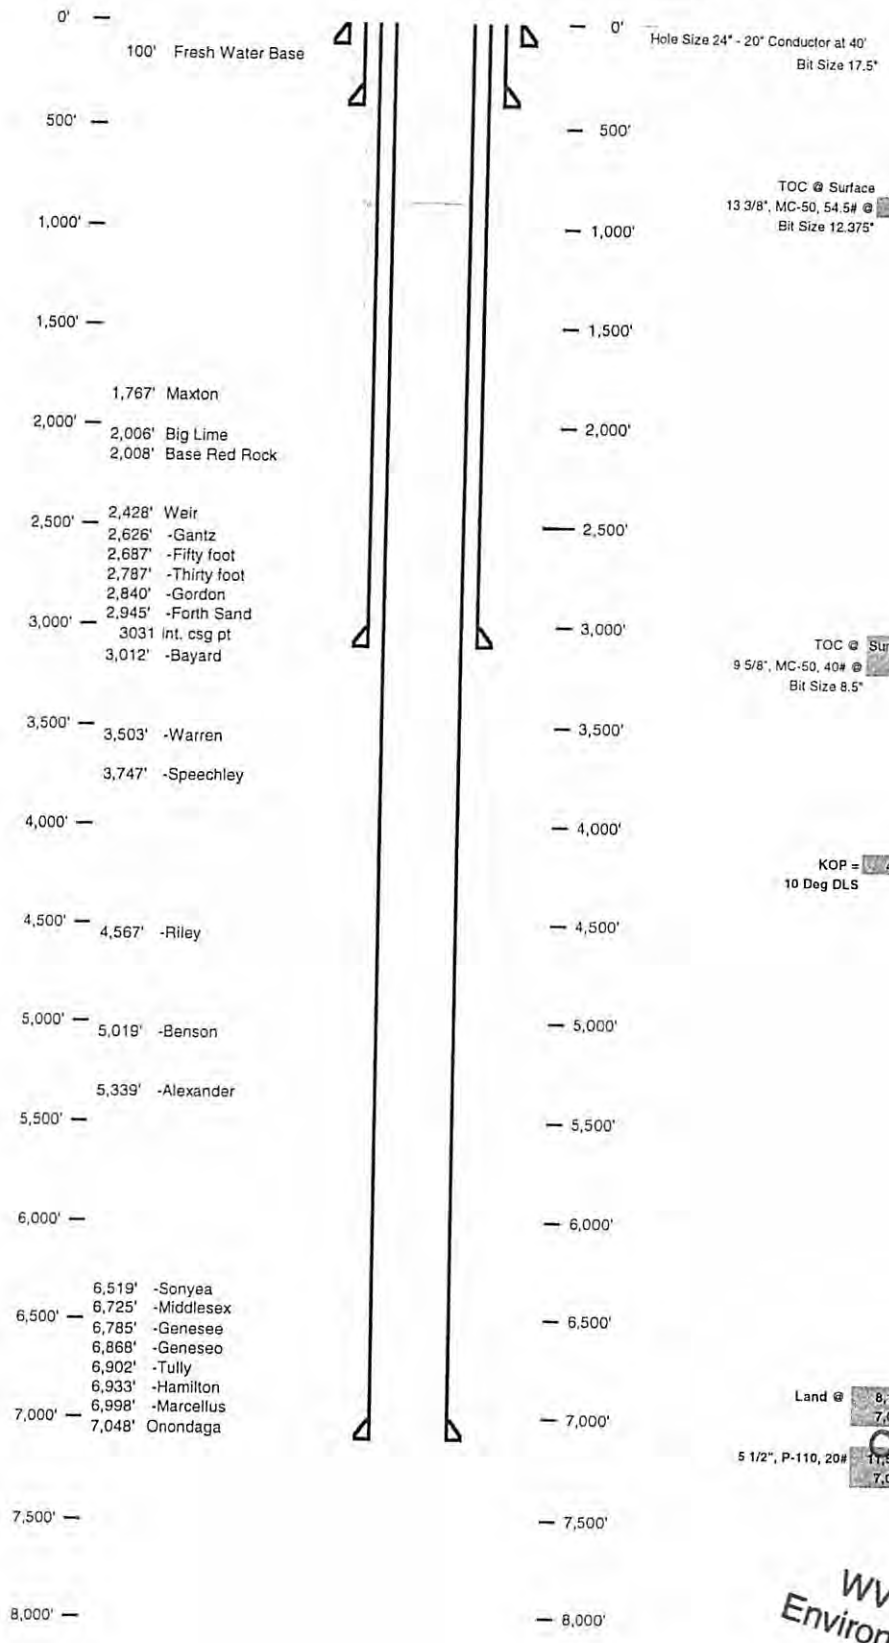 0'
100' Fresh Water Base
500'
1,000'
1,500'
1,767' Maxton
2,000'
2,006' Big Lime
2,008' Base Red Rock
2,428' Weir
2,500'
2,626' -Gantz
2,687' -Fifty foot
2,787' -Thirty foot
2,840' -Gordon
2,945' -Forth Sand
3,000'
3031 int. csg pt
3,012' -Bayard
3,500'
3,503' -Warren
3,747' -Speechley
4,000'
4,500'
4,567' -Riley
5,000'
5,019' -Benson
5,339' -Alexander
5,500'
6,000'
6,519' -Sonyea
6,725' -Middlesex
6,500'
6,785' -Genesee
6,868' -Geneseo
6,902' -Tully
6,933' -Hamilton
6,998' -Marcellus
7,000'
7,048' Onondaga
7,500'
8,000'
0'
500'
1,000'
1,500'
2,000'
2,500'
3,000'
3,500'
4,000'
4,500'
5,000'
5,500'
6,000'
6,500'
7,000'
7,500'
8,000'
Hole Size 24" - 20" Conductor at 40'
Bit Size 17.5"
TOC @ Surface
13 3/8", MC-50, 54.5# @
Bit Size 12.375"
TOC @ Sur
9 5/8", MC-50, 40# @
Bit Size 8.5"
KOP = 4
10 Deg DLS
Land @ 8,
7,
5 1/2", P-110, 20# 11,
7,0
WV
Environ